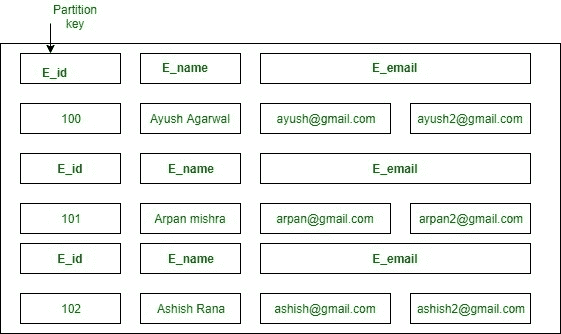 Partition
key
E_id E_name E_email
100 Ayush Agarwal ayush@gmail.com ayush2@gmail.com
E_id E_name E_email
101 Arpan mishra arpan@gmail.com arpan2@gmail.com
E_id E_name E_email
102 Ashish Rana ashish@gmail.com ashish2@gmail.com